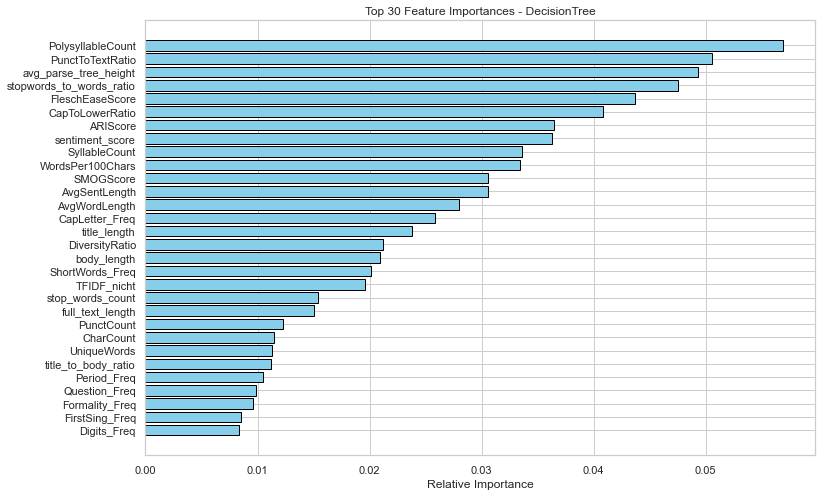 Top 30 Feature Importances - DecisionTree
PolysyllableCount
PunctToTextRatio
avg_parse_tree_height
stopwords_to_words_ratio
FleschEaseScore
CapToLowerRatio
ARIScore
sentiment_score
SyllableCount
WordsPer100Chars
SMOGScore
AvgSentLength
AvgWordLength
CapLetter_Freq
title_length
DiversityRatio
body_length
ShortWords_Freq
TFIDF_nicht
stop_words_count
full_text_length
PunctCount
CharCount
UniqueWords
title_to_body_ratio
Period_Freq
Question_Freq
Formality_Freq
FirstSing_Freq
Digits_Freq
0.00 0.01 0.02 0.03 0.04 0.05
Relative Importance